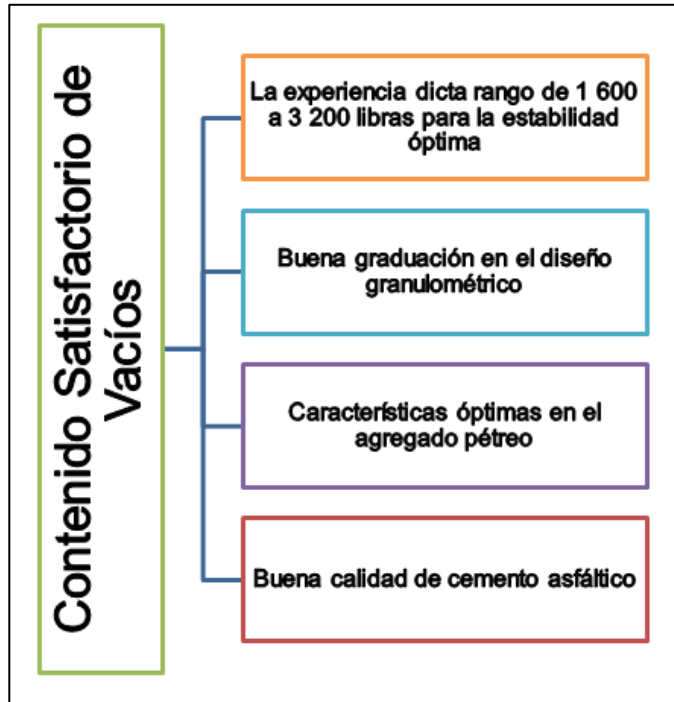 Contenido Satisfactorio de
Vacíos
La experiencia dicta rango de 1 600
a 3 200 libras para la estabilidad
óptima
Buena graduación en el diseño
granulométrico
Características óptimas en el
agregado pétreo
Buena calidad de cemento asfáltico